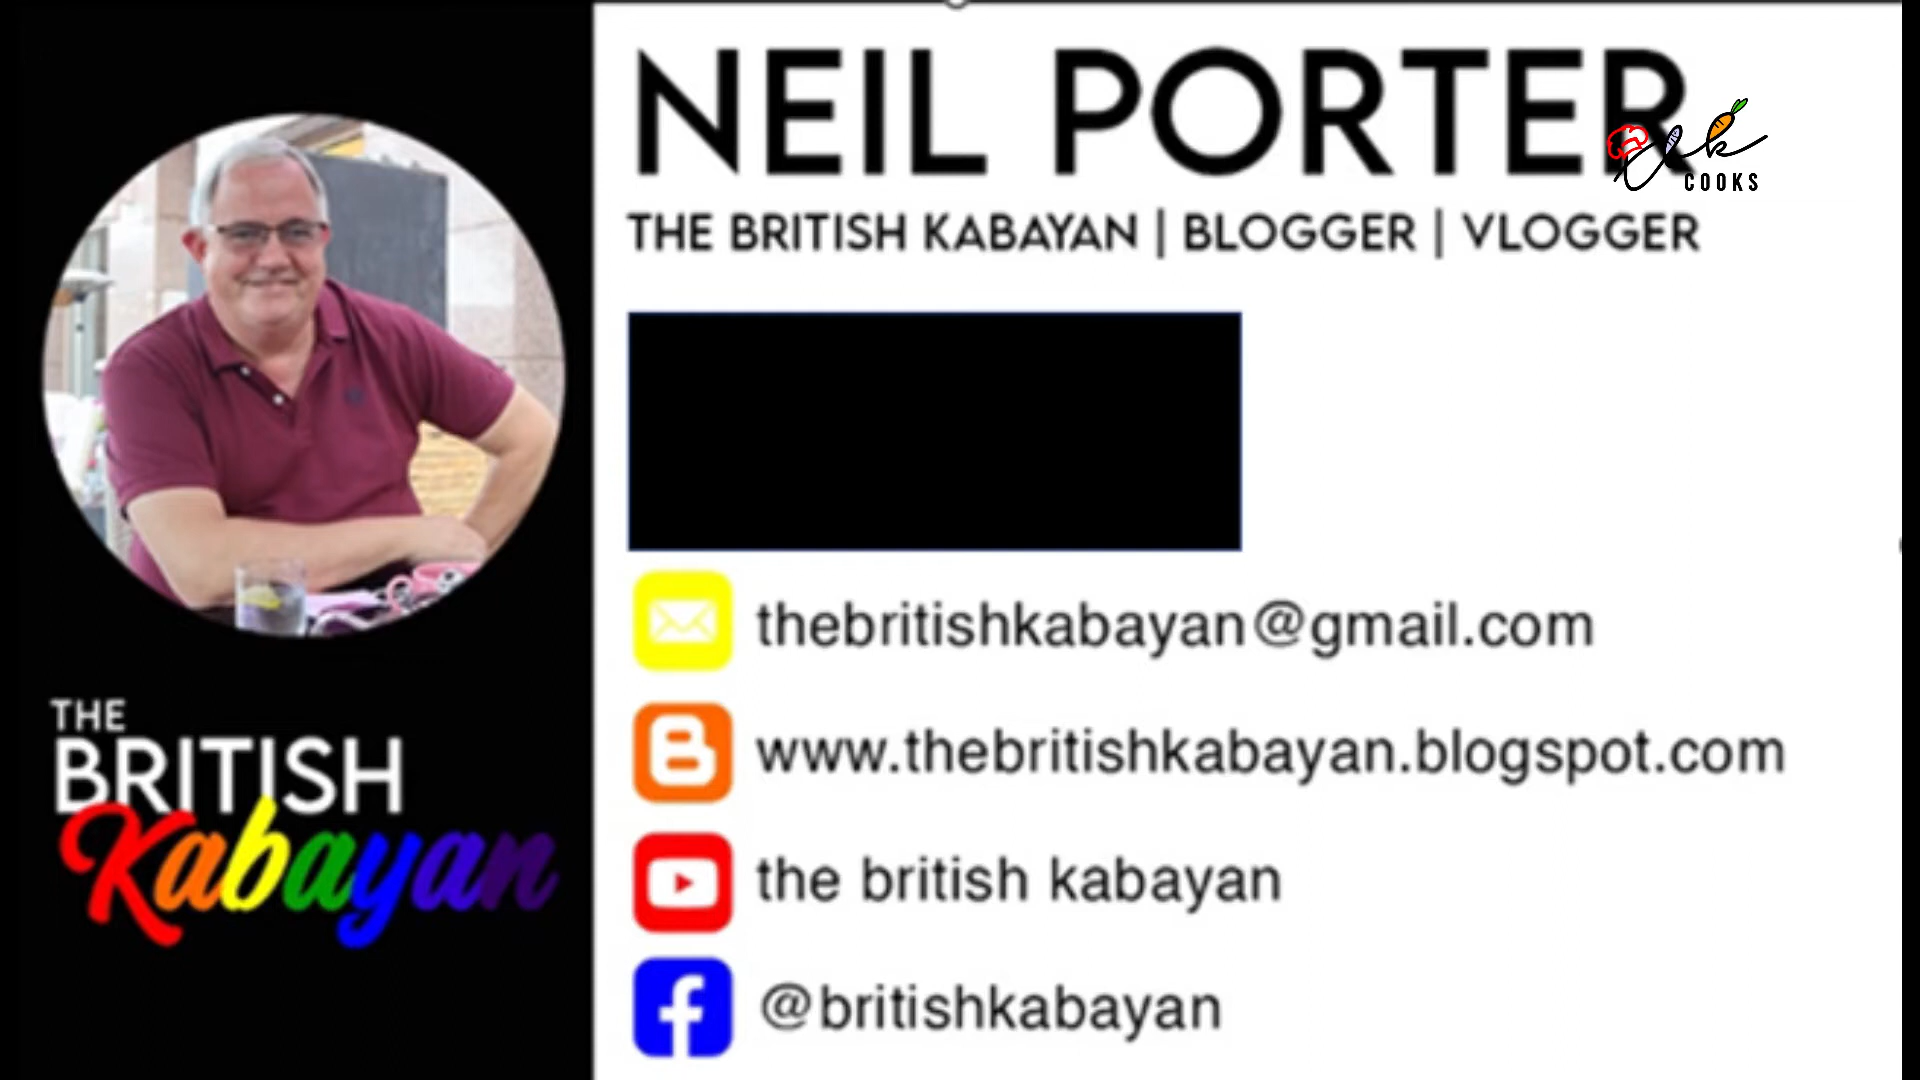 NEIL PORTER
THE BRITISH KABAYAN | BLOGGER | VLOGGER
COOKS
thebritishkabayan@gmail.com
www.thebritishkabayan.blogspot.com
the british kabayan
@britishkabayan
THE
BRITISH
Kabayan